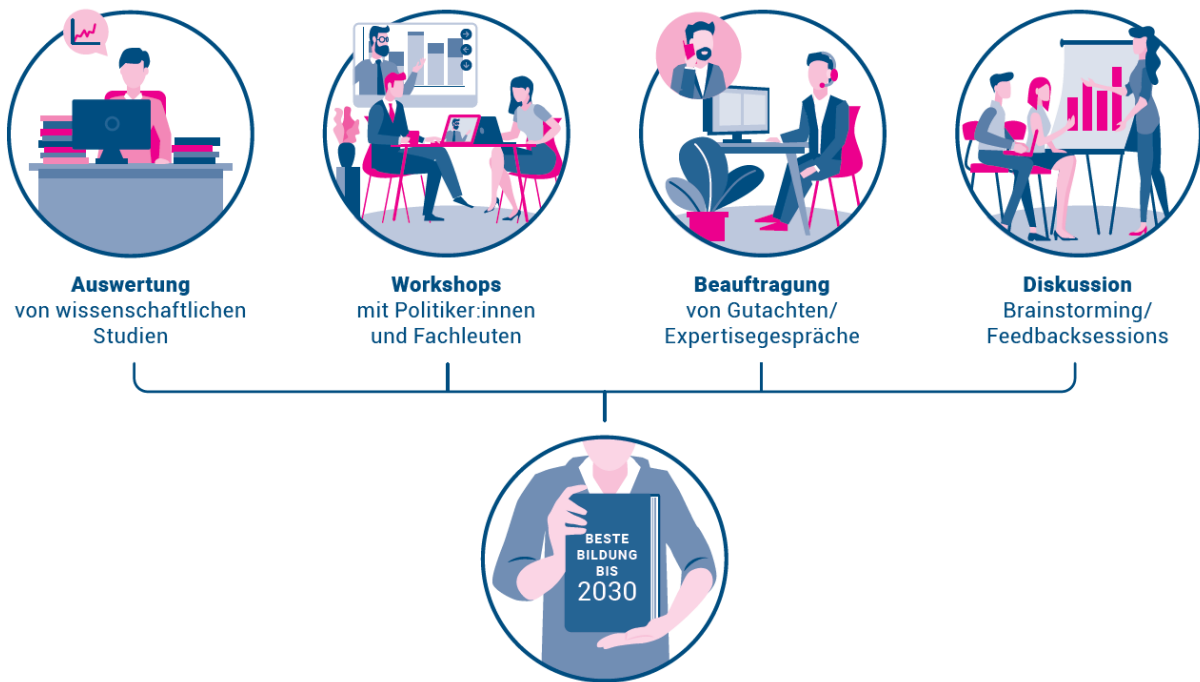 Auswertung
von wissenschaftlichen
Studien
Workshops
mit Politiker:innen
und Fachleuten
Beauftragung
von Gutachten/
Expertisegespräche
Diskussion
Brainstorming/
Feedbacksessions
BESTE
BILDUNG
BIS
2030